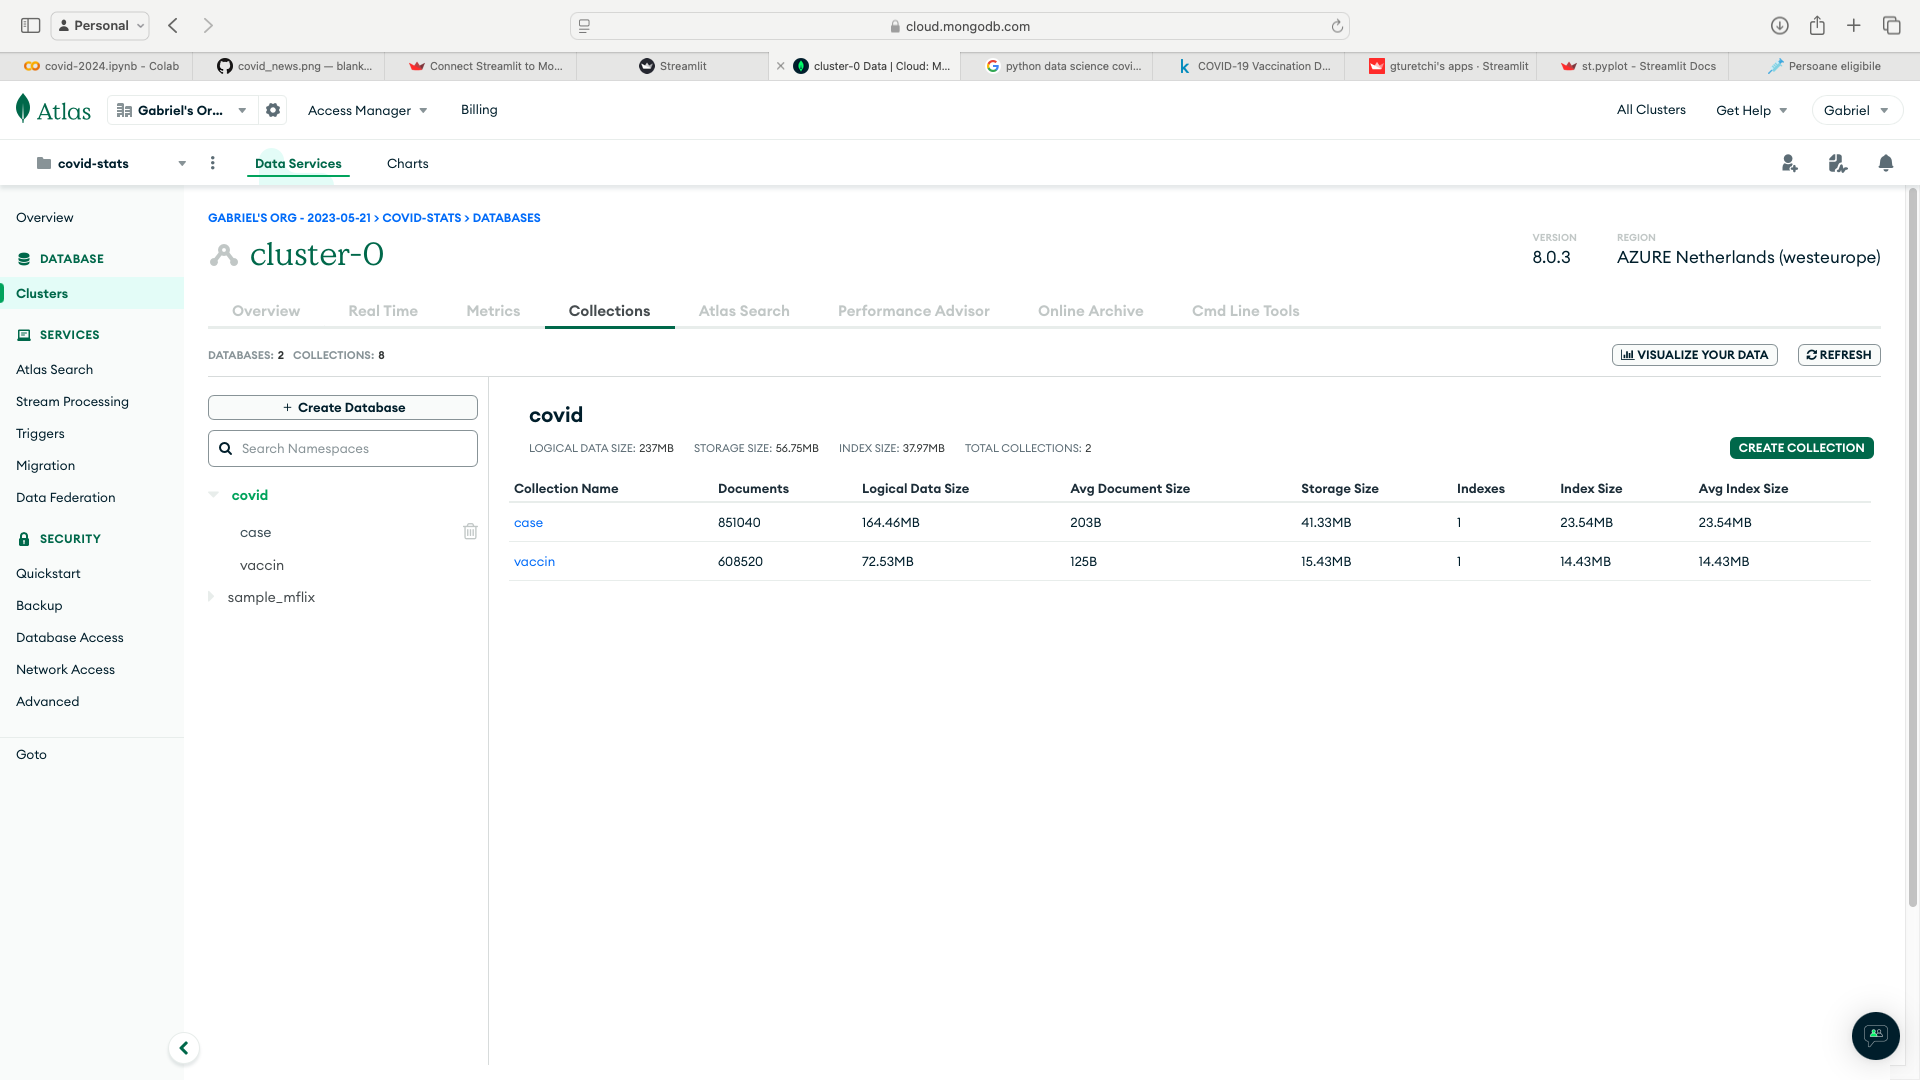 Personal
cloud.mongodb.com
covid-2024.ipynb - Colab
covid_news.png — blank...
Connect Streamlit to Mo...
Streamlit
cluster-0 Data | Cloud: M...
python data science covi...
COVID-19 Vaccination D...
gturetchi's apps · Streamlit
st.pyplot - Streamlit Docs
Persoane eligibile
Atlas
Gabriel's Or...
Access Manager
Billing
All Clusters
Get Help
Gabriel
covid-stats
Data Services
Charts
Overview
DATABASE
Clusters
SERVICES
Atlas Search
Stream Processing
Triggers
Migration
Data Federation
SECURITY
Quickstart
Backup
Database Access
Network Access
Advanced
Goto
GABRIEL'S ORG - 2023-05-21 > COVID-STATS > DATABASES
cluster-0
VERSION
8.0.3
REGION
AZURE Netherlands (westeurope)
Overview
Real Time
Metrics
Collections
Atlas Search
Performance Advisor
Online Archive
Cmd Line Tools
DATABASES: 2 COLLECTIONS: 8
VISUALIZE YOUR DATA
REFRESH
+ Create Database
Search Namespaces
covid
case
vaccin
sample_mflix
covid
LOGICAL DATA SIZE: 237MB STORAGE SIZE: 56.75MB INDEX SIZE: 37.97MB TOTAL COLLECTIONS: 2
CREATE COLLECTION
Collection Name Documents Logical Data Size Avg Document Size Storage Size Indexes Index Size Avg Index Size
case 851040 164.46MB 203B 41.33MB 1 23.54MB 23.54MB
vaccin 608520 72.53MB 125B 15.43MB 1 14.43MB 14.43MB